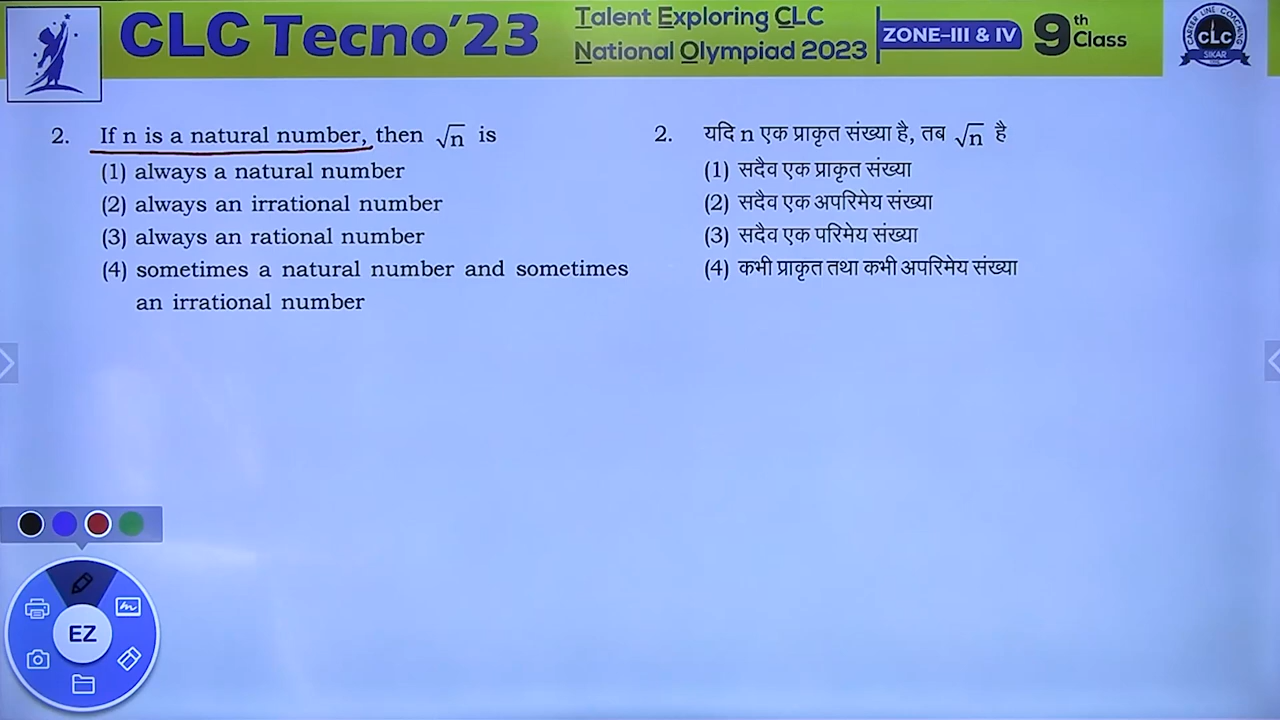 CLC Tecno'23
Talent Exploring CLC
National Olympiad 2023
ZONE–III & IV
9th Class
CAREER LINE COACHING
CLC
SIKAR
2. If n is a natural number, then √n is
(1) always a natural number
(2) always an irrational number
(3) always an rational number
(4) sometimes a natural number and sometimes
an irrational number
2. यदि n एक प्राकृत संख्या है, तब √n है
(1) सदैव एक प्राकृत संख्या
(2) सदैव एक अपरिमेय संख्या
(3) सदैव एक परिमेय संख्या
(4) कभी प्राकृत तथा कभी अपरिमेय संख्या
EZ